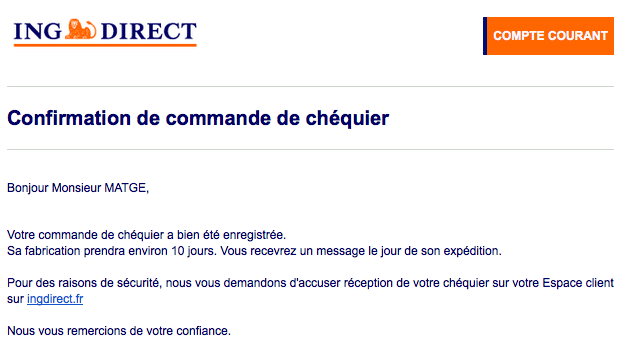 ING DIRECT
COMPTE COURANT
Confirmation de commande de chéquier
Bonjour Monsieur MATGE,
Votre commande de chéquier a bien été enregistrée.
Sa fabrication prendra environ 10 jours. Vous recevrez un message le jour de son expédition.
Pour des raisons de sécurité, nous vous demandons d'accuser réception de votre chéquier sur votre Espace client
sur ingdirect.fr
Nous vous remercions de votre confiance.